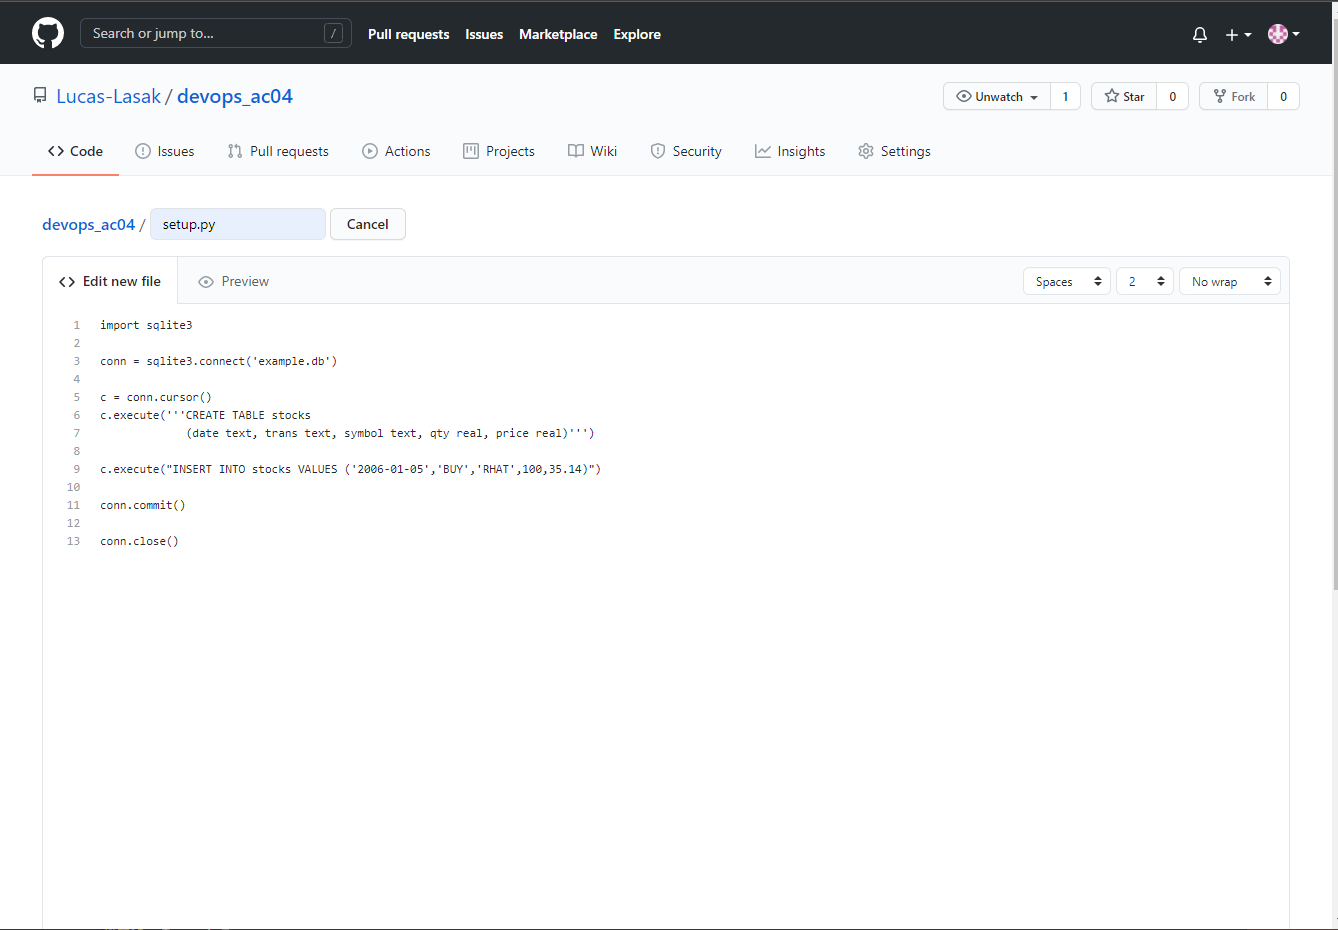 Search or jump to... /
Pull requests Issues Marketplace Explore
Lucas-Lasak / devops_ac04
Unwatch 1 Star 0 Fork 0
Code Issues Pull requests Actions Projects Wiki Security Insights Settings
devops_ac04 / setup.py Cancel
Edit new file Preview Spaces 2 No wrap
1 import sqlite3
2
3 conn = sqlite3.connect('example.db')
4
5 c = conn.cursor()
6 c.execute('''CREATE TABLE stocks
7 (date text, trans text, symbol text, qty real, price real)''')
8
9 c.execute("INSERT INTO stocks VALUES ('2006-01-05','BUY','RHAT',100,35.14)")
10
11 conn.commit()
12
13 conn.close()